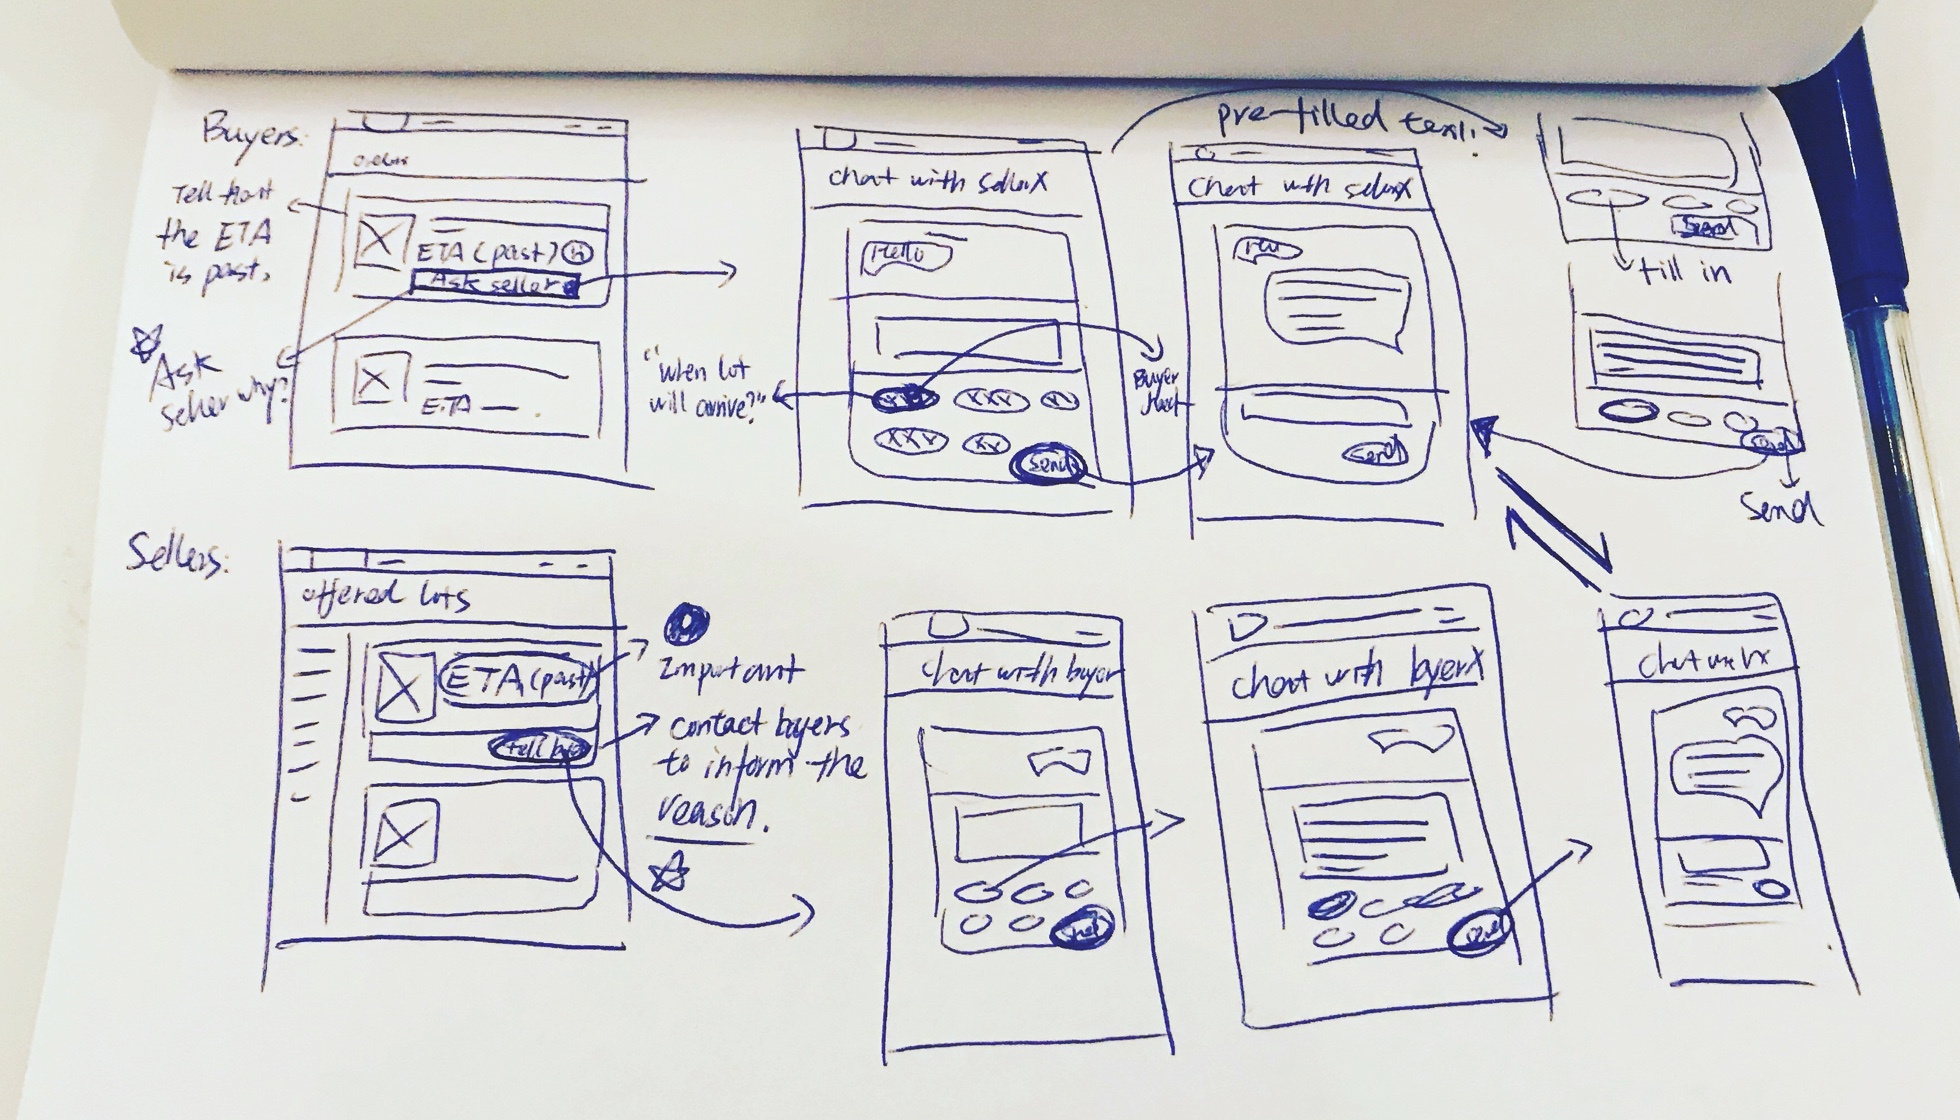 Buyers:
orders
Tell that
the ETA
is past.
ETA (past)
Ask seller
Ask
seller why?
ETA
chat with sellerX
Hello
"when lot
will arrive?"
XXX
XXX
XX
Send
Buyer
pre-filled text!
chat with sellerX
Send
Send
fill in
Send
Send
Sellers:
offered lots
ETA (past)
tell buyer
Important
contact buyers
to inform the
reason.
chat with buyer
Send
chat with buyerX
Send
chat with